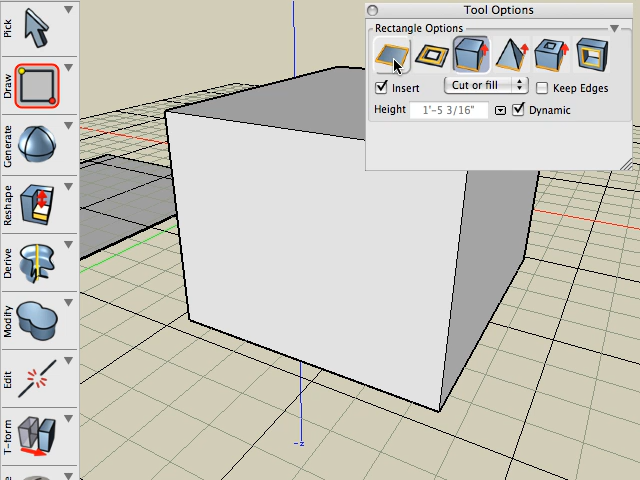 Tool Options
Rectangle Options
Insert
Cut or fill
Keep Edges
Height
1'-5 3/16"
Dynamic
Pick
Draw
Generate
Reshape
Derive
Modify
Edit
T-form
-z